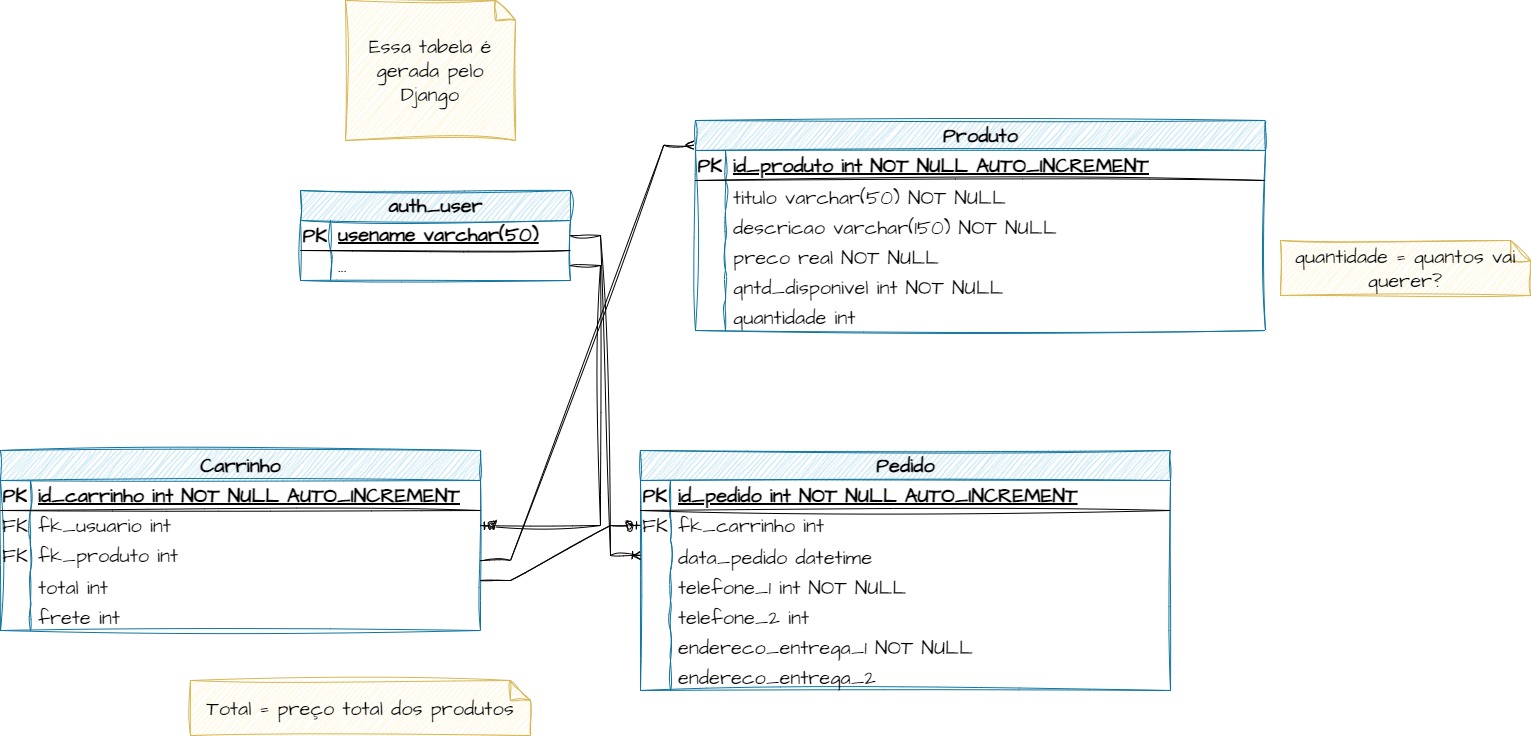 Essa tabela é
gerada pelo
Django
Produto
PK id_produto int NOT NULL AUTO_INCREMENT
titulo varchar(50) NOT NULL
descricao varchar(150) NOT NULL
preco real NOT NULL
qntd_disponivel int NOT NULL
quantidade int
auth_user
PK usename varchar(50)
...
quantidade = quantos vai
querer?
Carrinho
PK id_carrinho int NOT NULL AUTO_INCREMENT
FK fk_usuario int
FK fk_produto int
total int
frete int
Pedido
PK id_pedido int NOT NULL AUTO_INCREMENT
FK fk_carrinho int
data_pedido datetime
telefone_1 int NOT NULL
telefone_2 int
endereco_entrega_1 NOT NULL
endereco_entrega_2
Total = preço total dos produtos